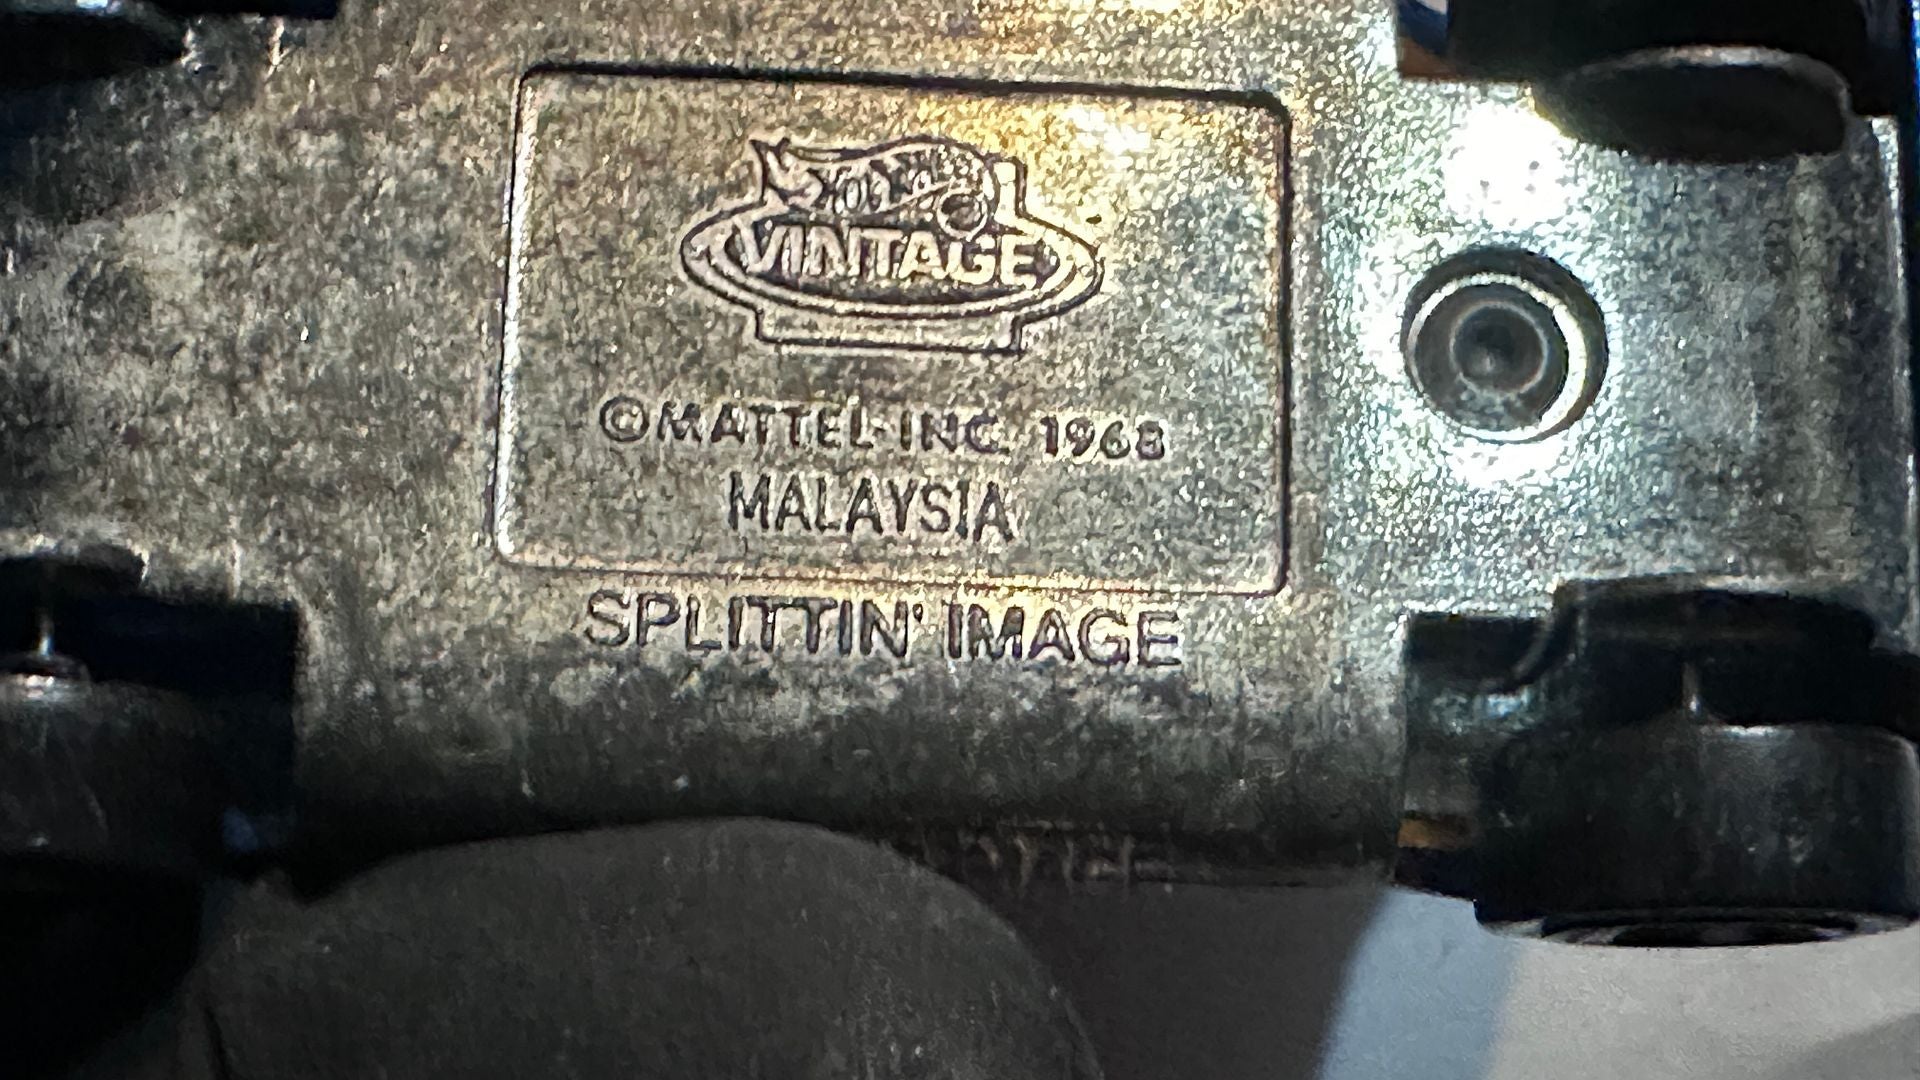 Hot Wheels
VINTAGE
©MATTEL INC. 1968
MALAYSIA
SPLITTIN' IMAGE